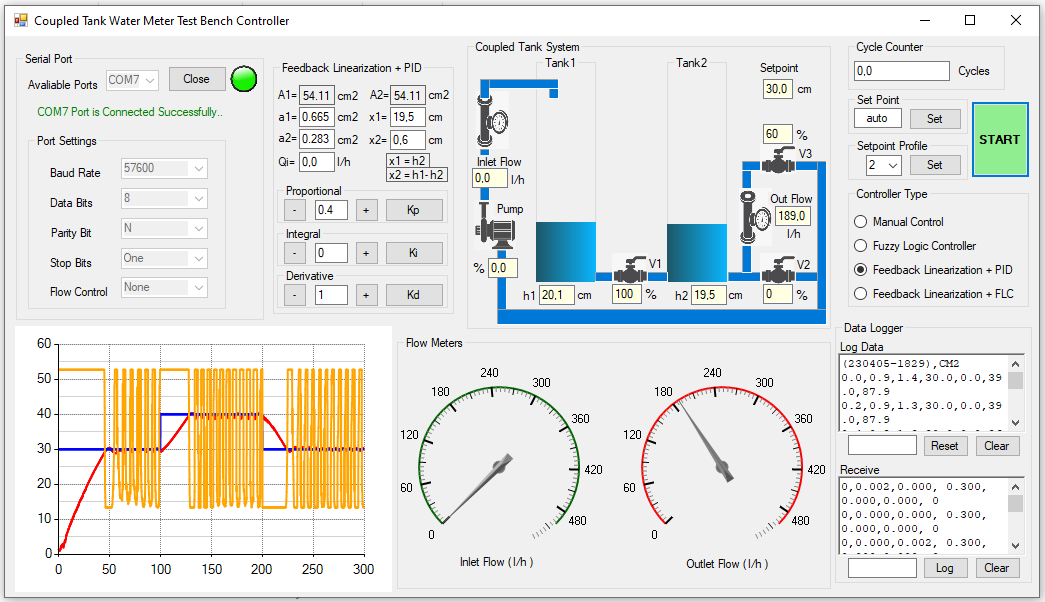 Coupled Tank Water Meter Test Bench Controller
Serial Port
Avaliable Ports
COM7
Close
COM7 Port is Connected Successfully..
Port Settings
Baud Rate 57600
Data Bits 8
Parity Bit N
Stop Bits One
Flow Control None
Feedback Linearization + PID
A1= 54.11 cm2 A2= 54.11 cm2
a1= 0.665 cm2 x1= 19,5 cm
a2= 0.283 cm2 x2= 0,6 cm
Qi= 0,0 l/h
x1 = h2
x2 = h1-h2
Proportional
- 0.4 + Kp
Integral
- 0 + Ki
Derivative
- 1 + Kd
Coupled Tank System
Tank1
Tank2
Setpoint
30,0 cm
60 %
V3
Inlet Flow
0,0 l/h
Pump
% 0,0
Out Flow
189,0
l/h
V1
V2
h1 20,1 cm
100 %
h2 19,5 cm
0 %
Cycle Counter
0,0 Cycles
Set Point
auto Set
START
Setpoint Profile
2 Set
Controller Type
Manual Control
Fuzzy Logic Controller
Feedback Linearization + PID
Feedback Linearization + FLC
60
50
40
30
20
10
0
0 50 100 150 200 250 300
Flow Meters
0 60 120 180 240 300 360 420 480
Inlet Flow ( l/h )
0 60 120 180 240 300 360 420 480
Outlet Flow ( l/h )
Data Logger
Log Data
(230405-1829),CM2
0.0,0.9,1.4,30.0,0.0,39
.0,87.9
0.2,0.9,1.3,30.0,0.0,39
.0,87.9
Reset Clear
Receive
0,0.002,0.000, 0.300,
0.000,0.000, 0
0,0.000,0.000, 0.300,
0.000,0.000, 0
0,0.000,0.002, 0.300,
Log Clear